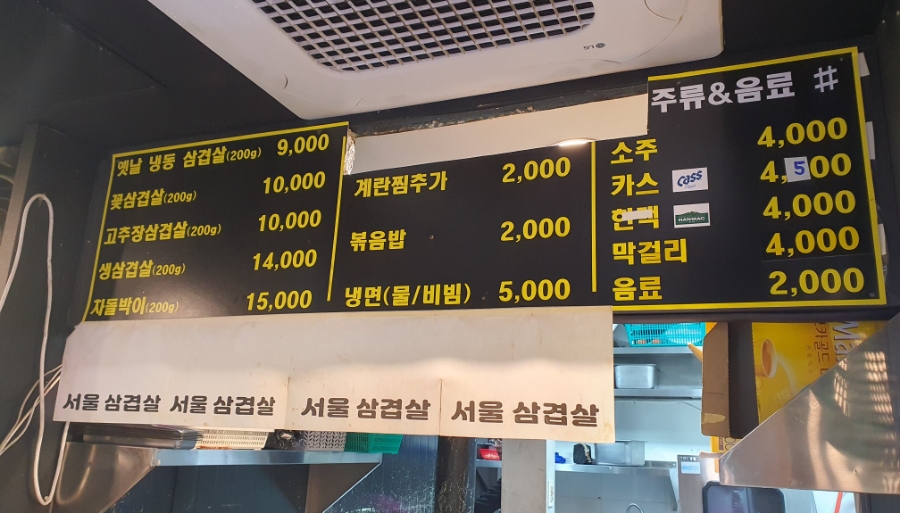 LG
옛날 냉동 삼겹살(200g) 9,000
꽃삼겹살(200g) 10,000
고추장삼겹살(200g) 10,000
생삼겹살(200g) 14,000
차돌박이(200g) 15,000
계란찜추가 2,000
볶음밥 2,000
냉면(물/비빔) 5,000
주류&음료 #
소주 4,000
카스 Cass 4,500
한맥 HANMAC 4,000
막걸리 4,000
음료 2,000
서울 삼겹살 서울 삼겹살 서울 삼겹살 서울 삼겹살